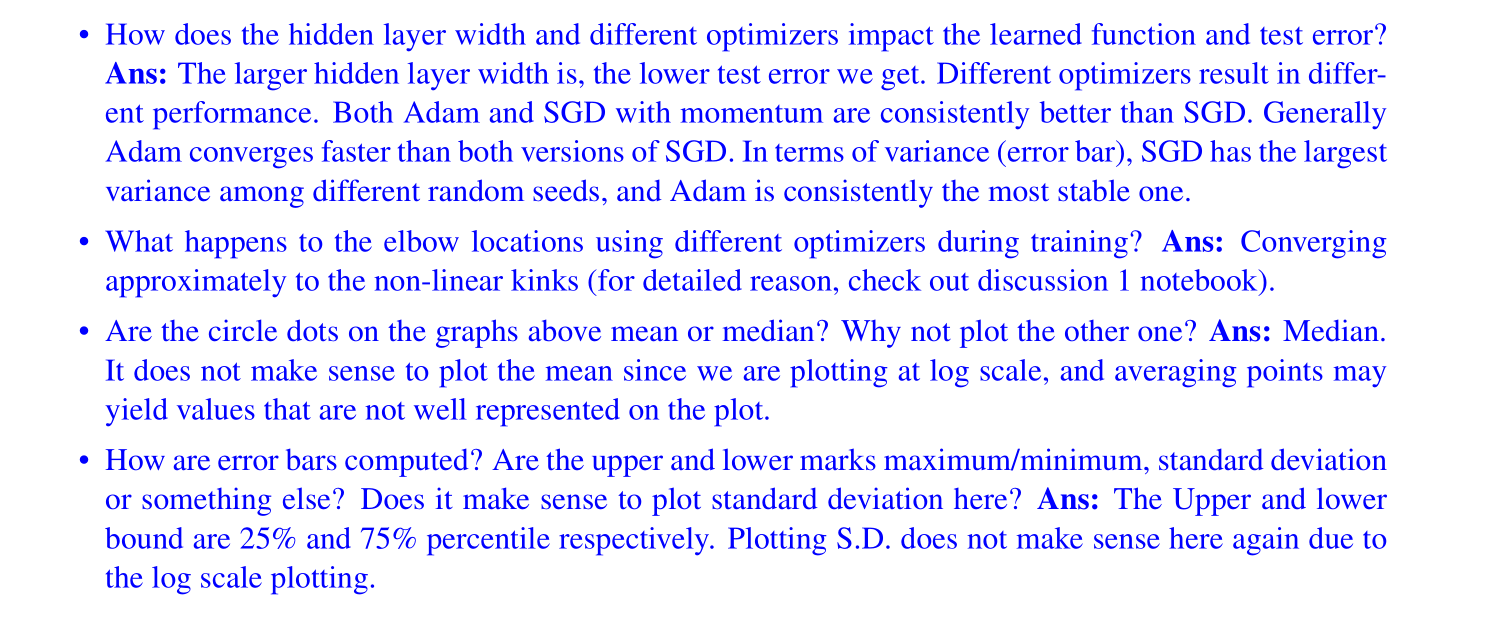 • How does the hidden layer width and different optimizers impact the learned function and test error?
Ans: The larger hidden layer width is, the lower test error we get. Different optimizers result in differ-
ent performance. Both Adam and SGD with momentum are consistently better than SGD. Generally
Adam converges faster than both versions of SGD. In terms of variance (error bar), SGD has the largest
variance among different random seeds, and Adam is consistently the most stable one.
• What happens to the elbow locations using different optimizers during training? Ans: Converging
approximately to the non-linear kinks (for detailed reason, check out discussion 1 notebook).
• Are the circle dots on the graphs above mean or median? Why not plot the other one? Ans: Median.
It does not make sense to plot the mean since we are plotting at log scale, and averaging points may
yield values that are not well represented on the plot.
• How are error bars computed? Are the upper and lower marks maximum/minimum, standard deviation
or something else? Does it make sense to plot standard deviation here? Ans: The Upper and lower
bound are 25% and 75% percentile respectively. Plotting S.D. does not make sense here again due to
the log scale plotting.